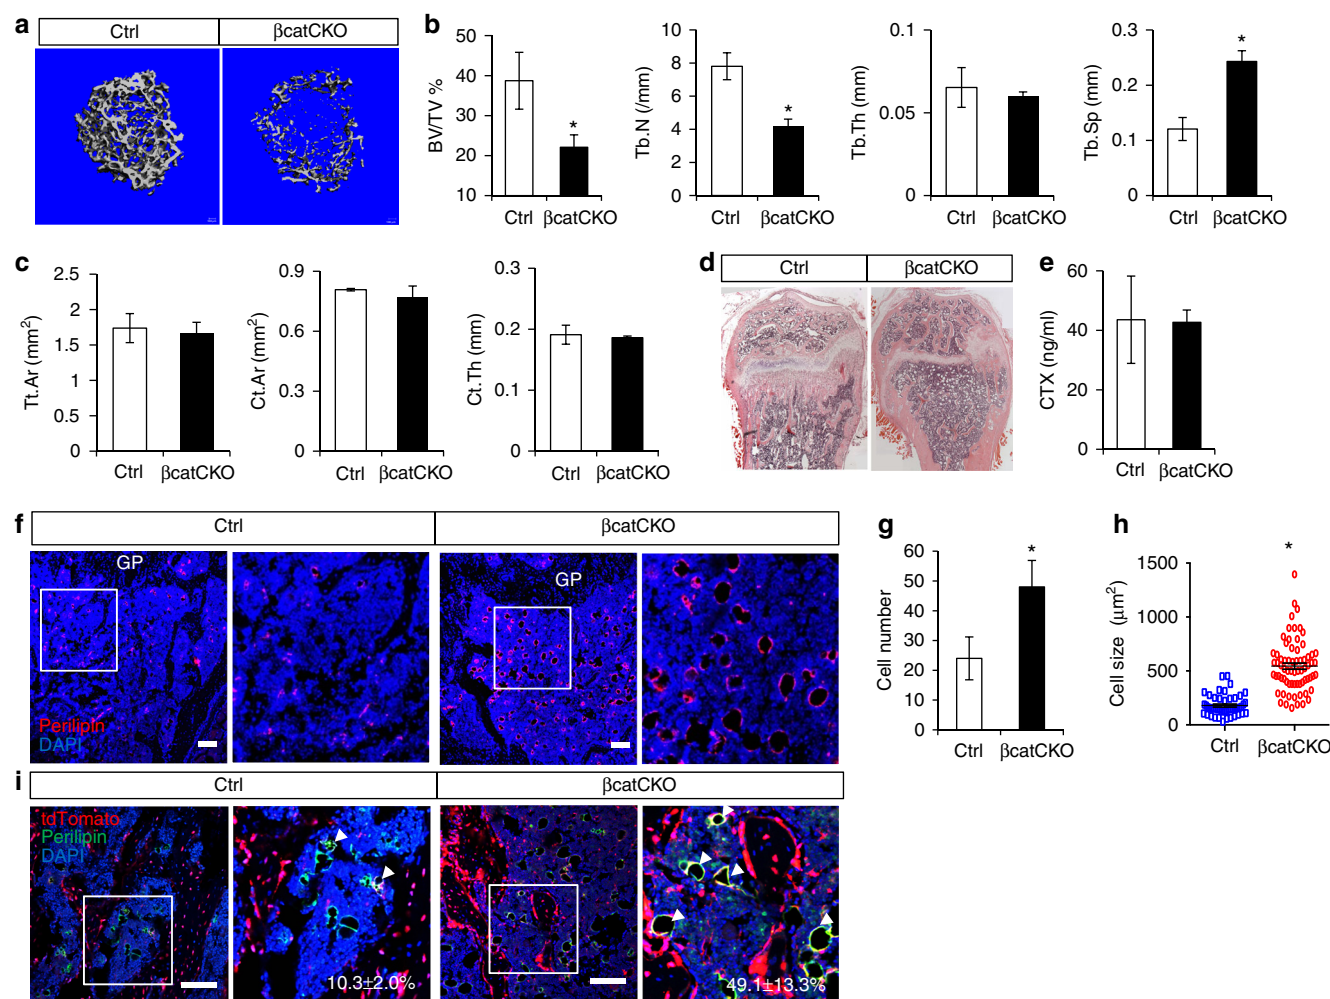 a
Ctrl βcatCKO
b
BV/TV %
50
40
30
20
10
*
Ctrl βcatCKO
Tb.N (/mm)
10
8
6
4
2
0
*
Ctrl βcatCKO
Tb.Th (mm)
0.1
0.05
0
Ctrl βcatCKO
Tb.Sp (mm)
0.3
0.2
0.1
0
*
Ctrl βcatCKO
c
Tt.Ar (mm²)
2.5
2
1.5
1
0.5
0
Ctrl βcatCKO
Ct.Ar (mm²)
0.9
0.6
0.3
0
Ctrl βcatCKO
Ct.Th (mm)
0.3
0.2
0.1
0
Ctrl βcatCKO
d
Ctrl βcatCKO
e
CTX (ng/ml)
60
40
20
0
Ctrl βcatCKO
f
Ctrl βcatCKO
GP
Perilipin
DAPI
GP
g
Cell number
60
50
40
30
20
10
0
*
Ctrl βcatCKO
h
Cell size (μm²)
1500
1000
500
0
*
Ctrl βcatCKO
i
Ctrl βcatCKO
tdTomato
Perilipin
DAPI
10.3±2.0%
49.1±13.3%